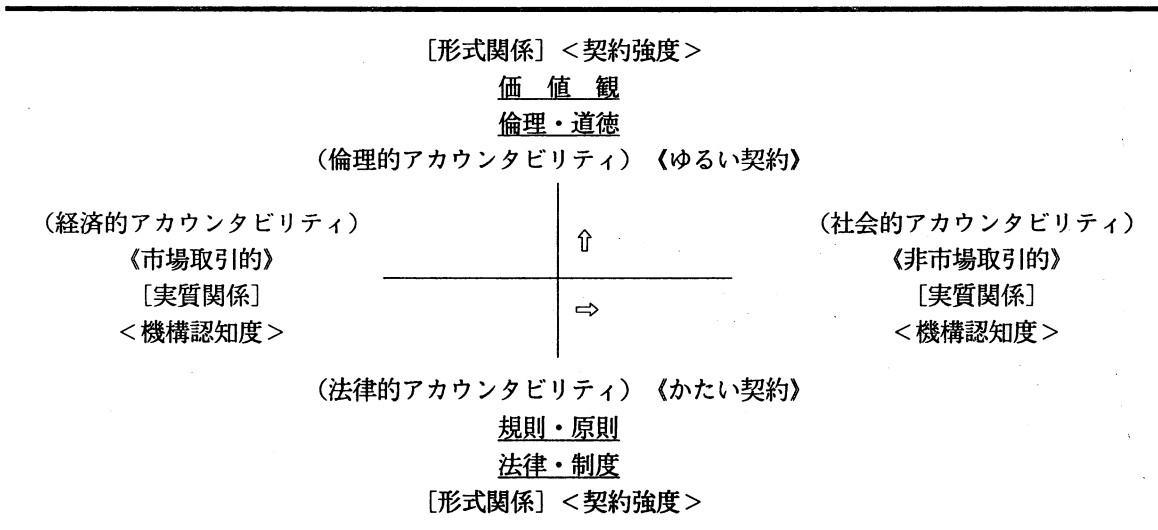 ［形式関係］＜契約強度＞
価　値　観
倫理・道徳
（倫理的アカウンタビリティ）《ゆるい契約》
（経済的アカウンタビリティ）
《市場取引的》
［実質関係］
＜機構認知度＞
⇧
⇨
（社会的アカウンタビリティ）
《非市場取引的》
［実質関係］
＜機構認知度＞
（法律的アカウンタビリティ）《かたい契約》
規則・原則
法律・制度
［形式関係］＜契約強度＞